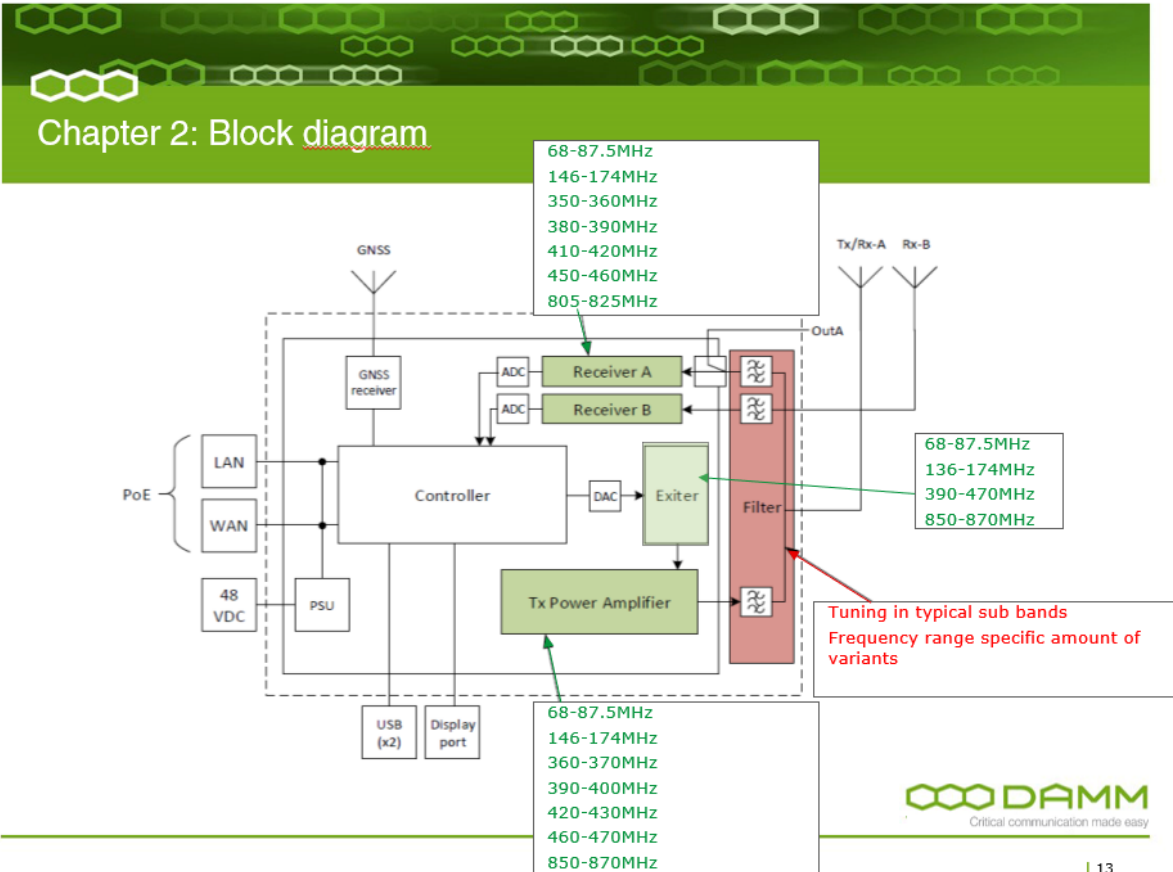 Chapter 2: Block diagram
68-87.5MHz
146-174MHz
350-360MHz
380-390MHz
410-420MHz
450-460MHz
805-825MHz
GNSS
Tx/Rx-A
Rx-B
OutA
GNSS
receiver
ADC
Receiver A
ADC
Receiver B
LAN
PoE
WAN
Controller
DAC
Exiter
Filter
68-87.5MHz
136-174MHz
390-470MHz
850-870MHz
48
VDC
PSU
Tx Power Amplifier
Tuning in typical sub bands
Frequency range specific amount of
variants
USB
(x2)
Display
port
68-87.5MHz
146-174MHz
360-370MHz
390-400MHz
420-430MHz
460-470MHz
850-870MHz
DAMM
Critical communication made easy
| 13